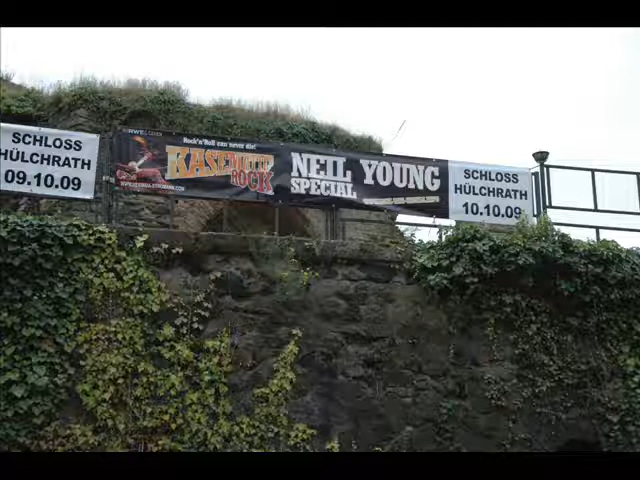 SCHLOSS
HÜLCHRATH
09.10.09
Rock'n'Roll can never die!
KASEMATTE
ROCK
NEIL YOUNG
SPECIAL
SCHLOSS
HÜLCHRATH
10.10.09